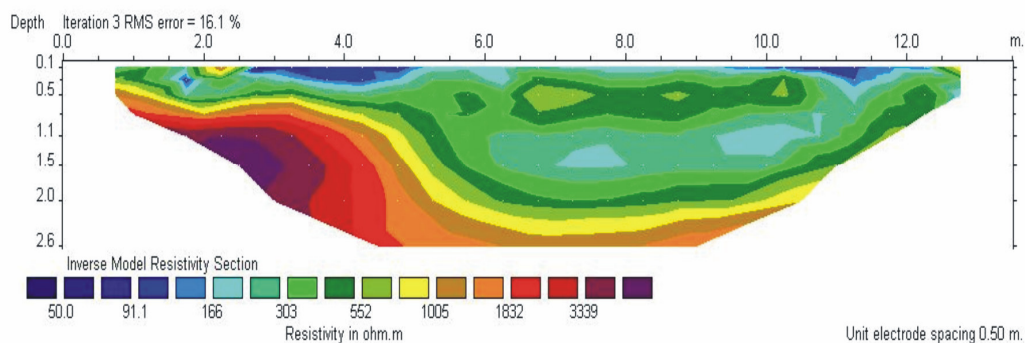 Depth Iteration 3 RMS error = 16.1 %
0.0 2.0 4.0 6.0 8.0 10.0 12.0 m.
0.1
0.5
1.1
1.5
2.0
2.6
Inverse Model Resistivity Section
50.0 91.1 166 303 552 1005 1832 3339
Resistivity in ohm.m Unit electrode spacing 0.50 m.